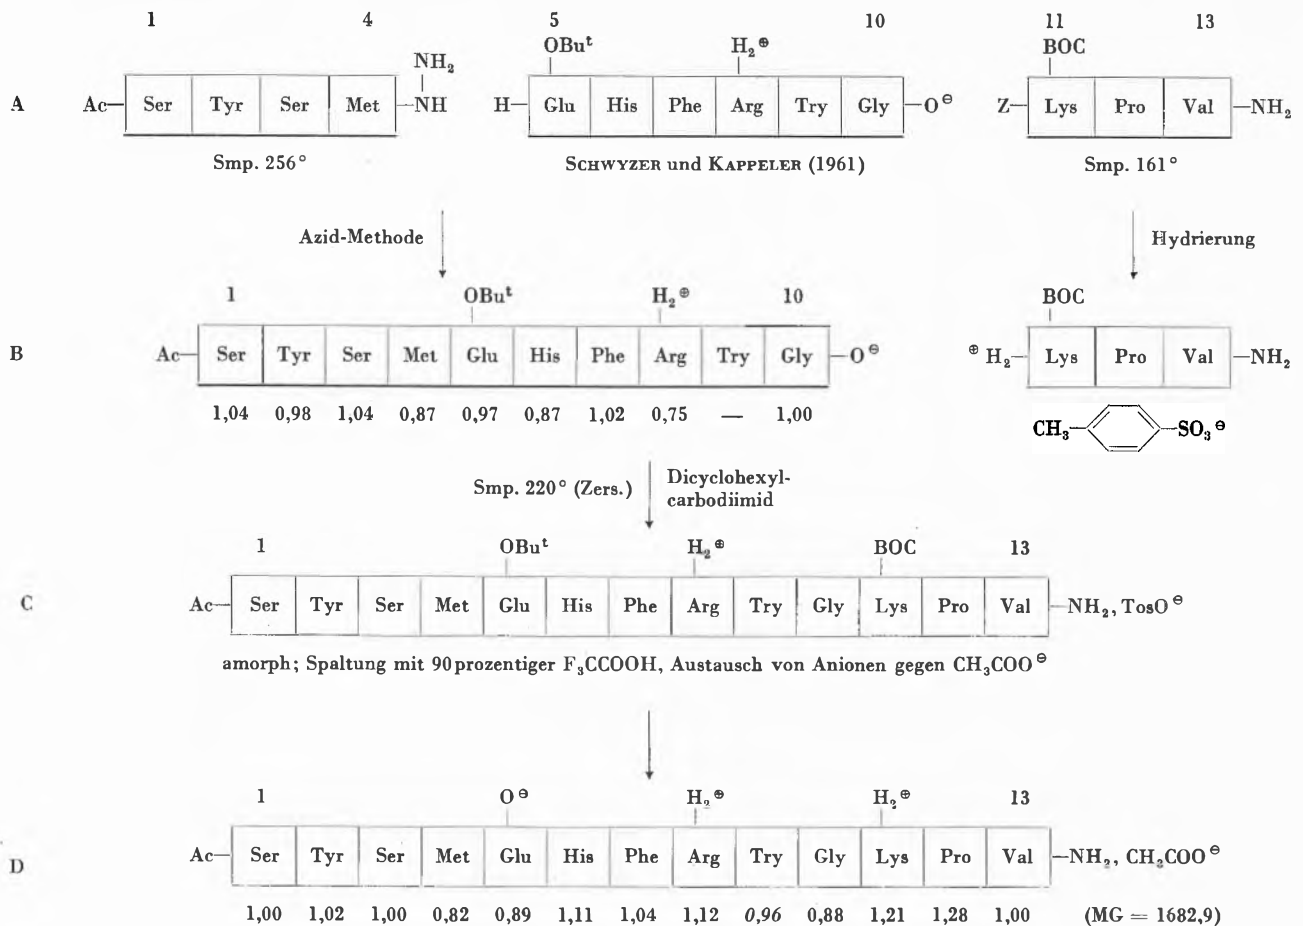 1 4 5 10 11 13
OBuᵗ H₂⊕ BOC
NH₂
A Ac— Ser Tyr Ser Met —NH H— Glu His Phe Arg Try Gly —O⊖ Z— Lys Pro Val —NH₂
Smp. 256° SCHWYZER und KAPPELER (1961) Smp. 161°
Azid-Methode Hydrierung
1 OBuᵗ H₂⊕ 10 BOC
B Ac— Ser Tyr Ser Met Glu His Phe Arg Try Gly —O⊖ ⊕H₂— Lys Pro Val —NH₂
1,04 0,98 1,04 0,87 0,97 0,87 1,02 0,75 — 1,00
CH₃— —SO₃⊖
Smp. 220° (Zers.) Dicyclohexyl-
carbodiimid
1 OBuᵗ H₂⊕ BOC 13
C Ac— Ser Tyr Ser Met Glu His Phe Arg Try Gly Lys Pro Val —NH₂, TosO⊖
amorph; Spaltung mit 90prozentiger F₃CCOOH, Austausch von Anionen gegen CH₃COO⊖
1 O⊖ H₂⊕ H₂⊕ 13
D Ac— Ser Tyr Ser Met Glu His Phe Arg Try Gly Lys Pro Val —NH₂, CH₃COO⊖
1,00 1,02 1,00 0,82 0,89 1,11 1,04 1,12 0,96 0,88 1,21 1,28 1,00 (MG = 1682,9)